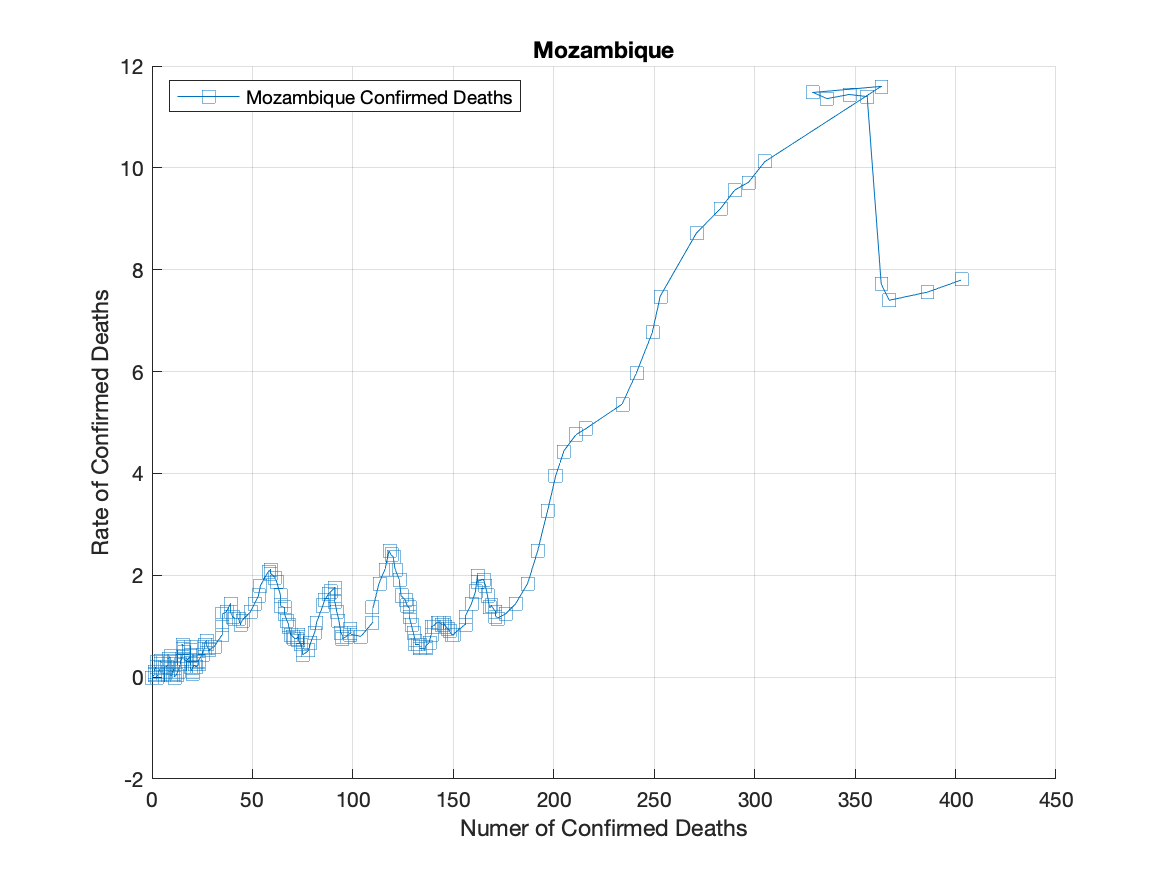 Mozambique
Mozambique Confirmed Deaths
12
10
8
6
4
2
0
-2
Rate of Confirmed Deaths
0 50 100 150 200 250 300 350 400 450
Numer of Confirmed Deaths